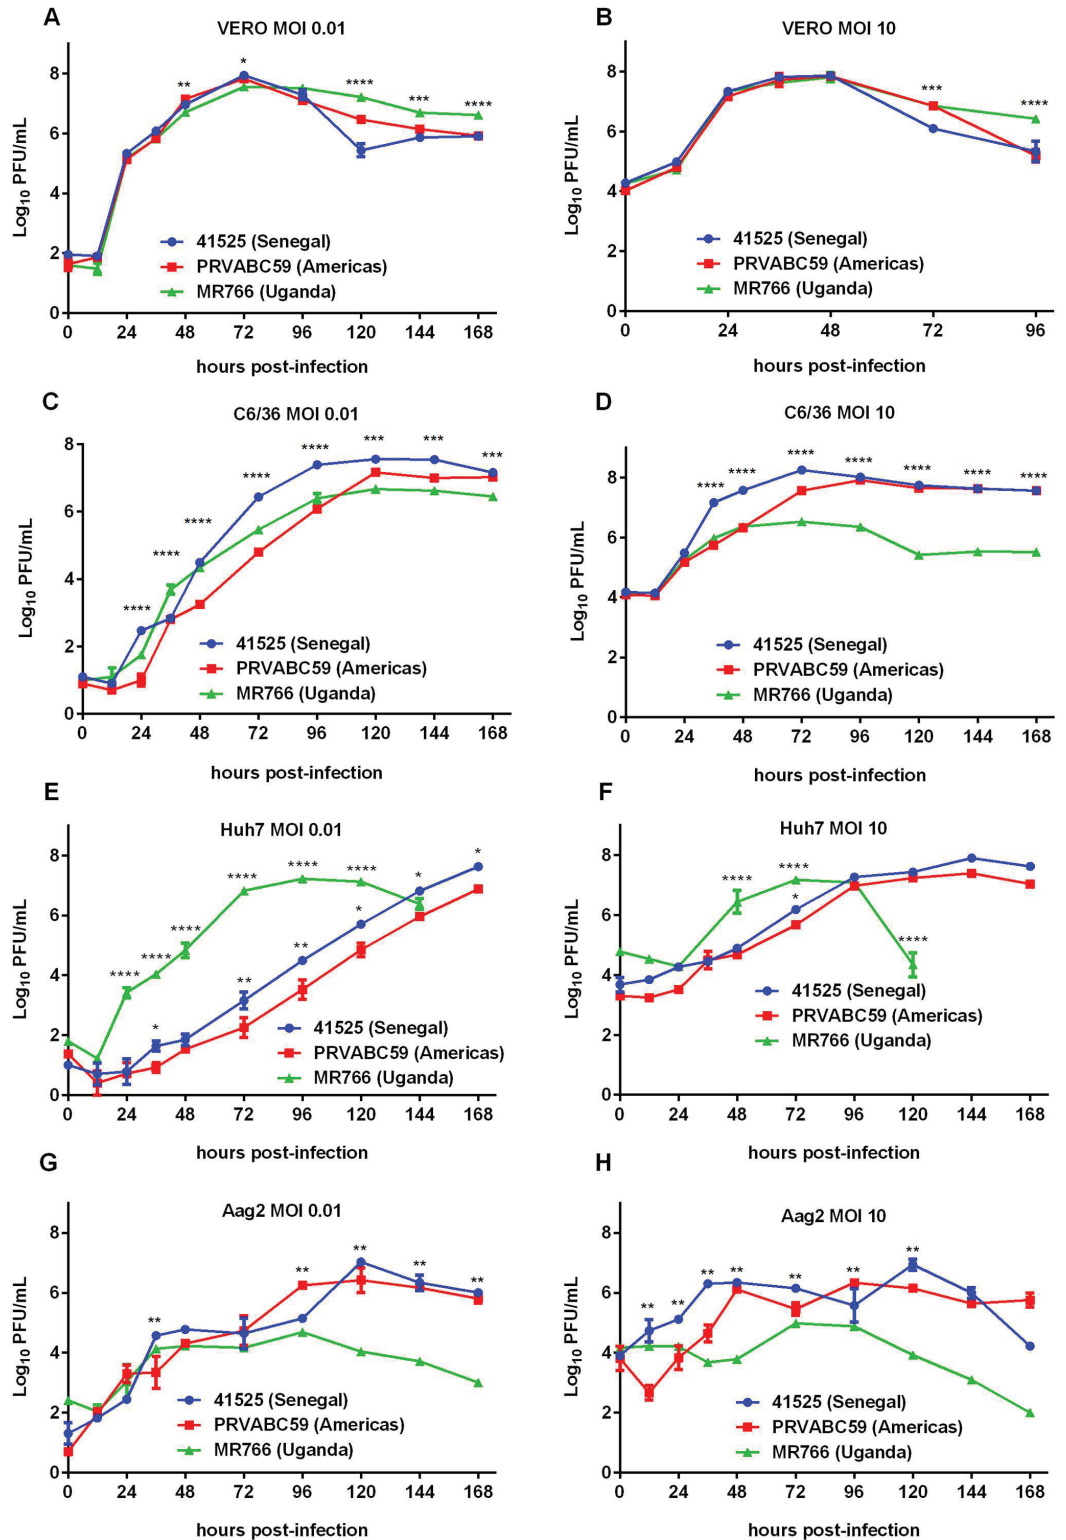 A
VERO MOI 0.01
**
*
****
***
****
Log10 PFU/mL
8
6
4
2
0
41525 (Senegal)
PRVABC59 (Americas)
MR766 (Uganda)
0 24 48 72 96 120 144 168
hours post-infection
B
VERO MOI 10
***
****
Log10 PFU/mL
8
6
4
2
0
41525 (Senegal)
PRVABC59 (Americas)
MR766 (Uganda)
0 24 48 72 96
hours post-infection
C
C6/36 MOI 0.01
****
****
****
****
****
***
***
***
Log10 PFU/mL
8
6
4
2
0
41525 (Senegal)
PRVABC59 (Americas)
MR766 (Uganda)
0 24 48 72 96 120 144 168
hours post-infection
D
C6/36 MOI 10
****
****
****
****
****
****
****
Log10 PFU/mL
8
6
4
2
0
41525 (Senegal)
PRVABC59 (Americas)
MR766 (Uganda)
0 24 48 72 96 120 144 168
hours post-infection
E
Huh7 MOI 0.01
****
****
*
****
****
**
****
**
****
*
*
*
Log10 PFU/mL
8
6
4
2
0
41525 (Senegal)
PRVABC59 (Americas)
MR766 (Uganda)
0 24 48 72 96 120 144 168
hours post-infection
F
Huh7 MOI 10
****
****
*
****
Log10 PFU/mL
8
6
4
2
0
41525 (Senegal)
PRVABC59 (Americas)
MR766 (Uganda)
0 24 48 72 96 120 144 168
hours post-infection
G
Aag2 MOI 0.01
**
**
**
**
**
Log10 PFU/mL
8
6
4
2
0
41525 (Senegal)
PRVABC59 (Americas)
MR766 (Uganda)
0 24 48 72 96 120 144 168
hours post-infection
H
Aag2 MOI 10
**
**
**
**
**
**
**
Log10 PFU/mL
8
6
4
2
0
41525 (Senegal)
PRVABC59 (Americas)
MR766 (Uganda)
0 24 48 72 96 120 144 168
hours post-infection